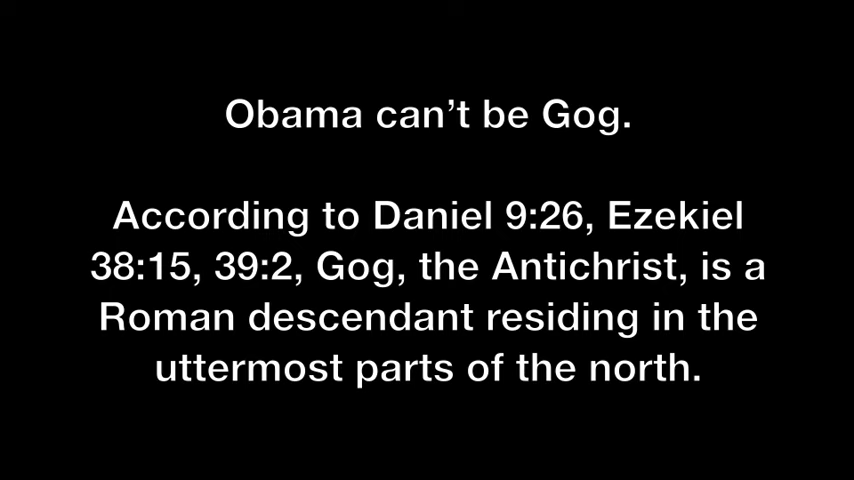 Obama can’t be Gog.
According to Daniel 9:26, Ezekiel
38:15, 39:2, Gog, the Antichrist, is a
Roman descendant residing in the
uttermost parts of the north.